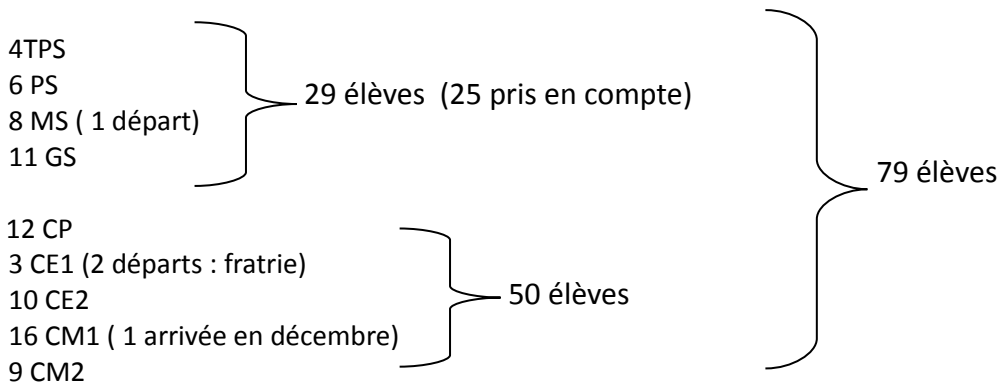 4TPS
6 PS
8 MS ( 1 départ)
11 GS
29 élèves (25 pris en compte)
12 CP
3 CE1 (2 départs : fratrie)
10 CE2
16 CM1 ( 1 arrivée en décembre)
9 CM2
50 élèves
79 élèves